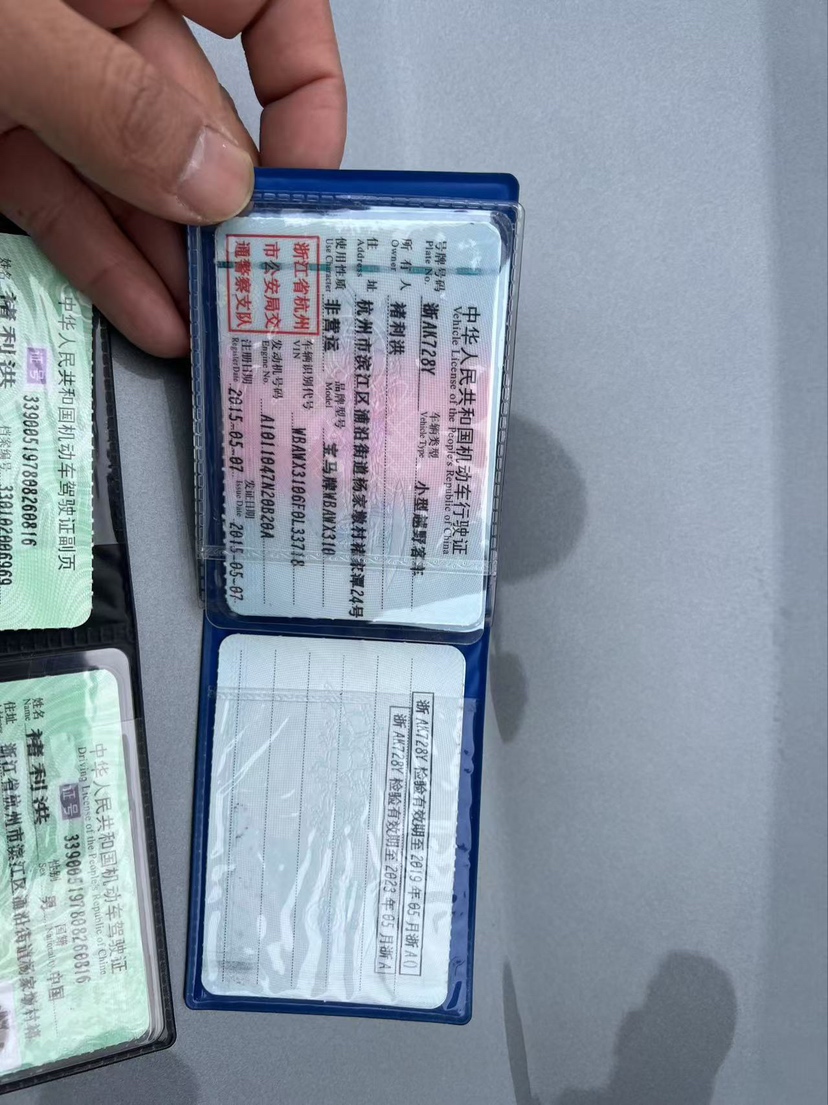 中华人民共和国机动车行驶证
Vehicle License of the People's Republic of China
号牌号码 浙AK728Y 车辆类型 小型越野客车
Plate No. Vehicle Type
所有人 褚利洪
Owner
住址 杭州市滨江区浦沿街道杨家墩村褚家潭24号
Address
使用性质 非营运 品牌型号 宝马牌WBAWX310
Use Character Model
浙江省杭州
市公安局交
通警察支队
车辆识别代号 WBAWX3106F0L33718
VIN
发动机号码 A1011047N20B20A
Engine No.
注册日期 2015-05-07 发证日期 2015-05-07
Register Date Issue Date
浙AK728Y 检验有效期至2019年05月浙A()
浙AK728Y 检验有效期至2023年05月浙A
中华人民共和国机动车驾驶证副页
证号 339005197808260816
姓名 褚利洪 档案编号 330102006969
中华人民共和国机动车驾驶证
Driving License of the People's Republic of China
证号 339005197808260816
姓名 褚利洪 性别 男 国籍 中国
Name Sex Nationality
住址 浙江省杭州市滨江区浦沿街道杨家墩村褚